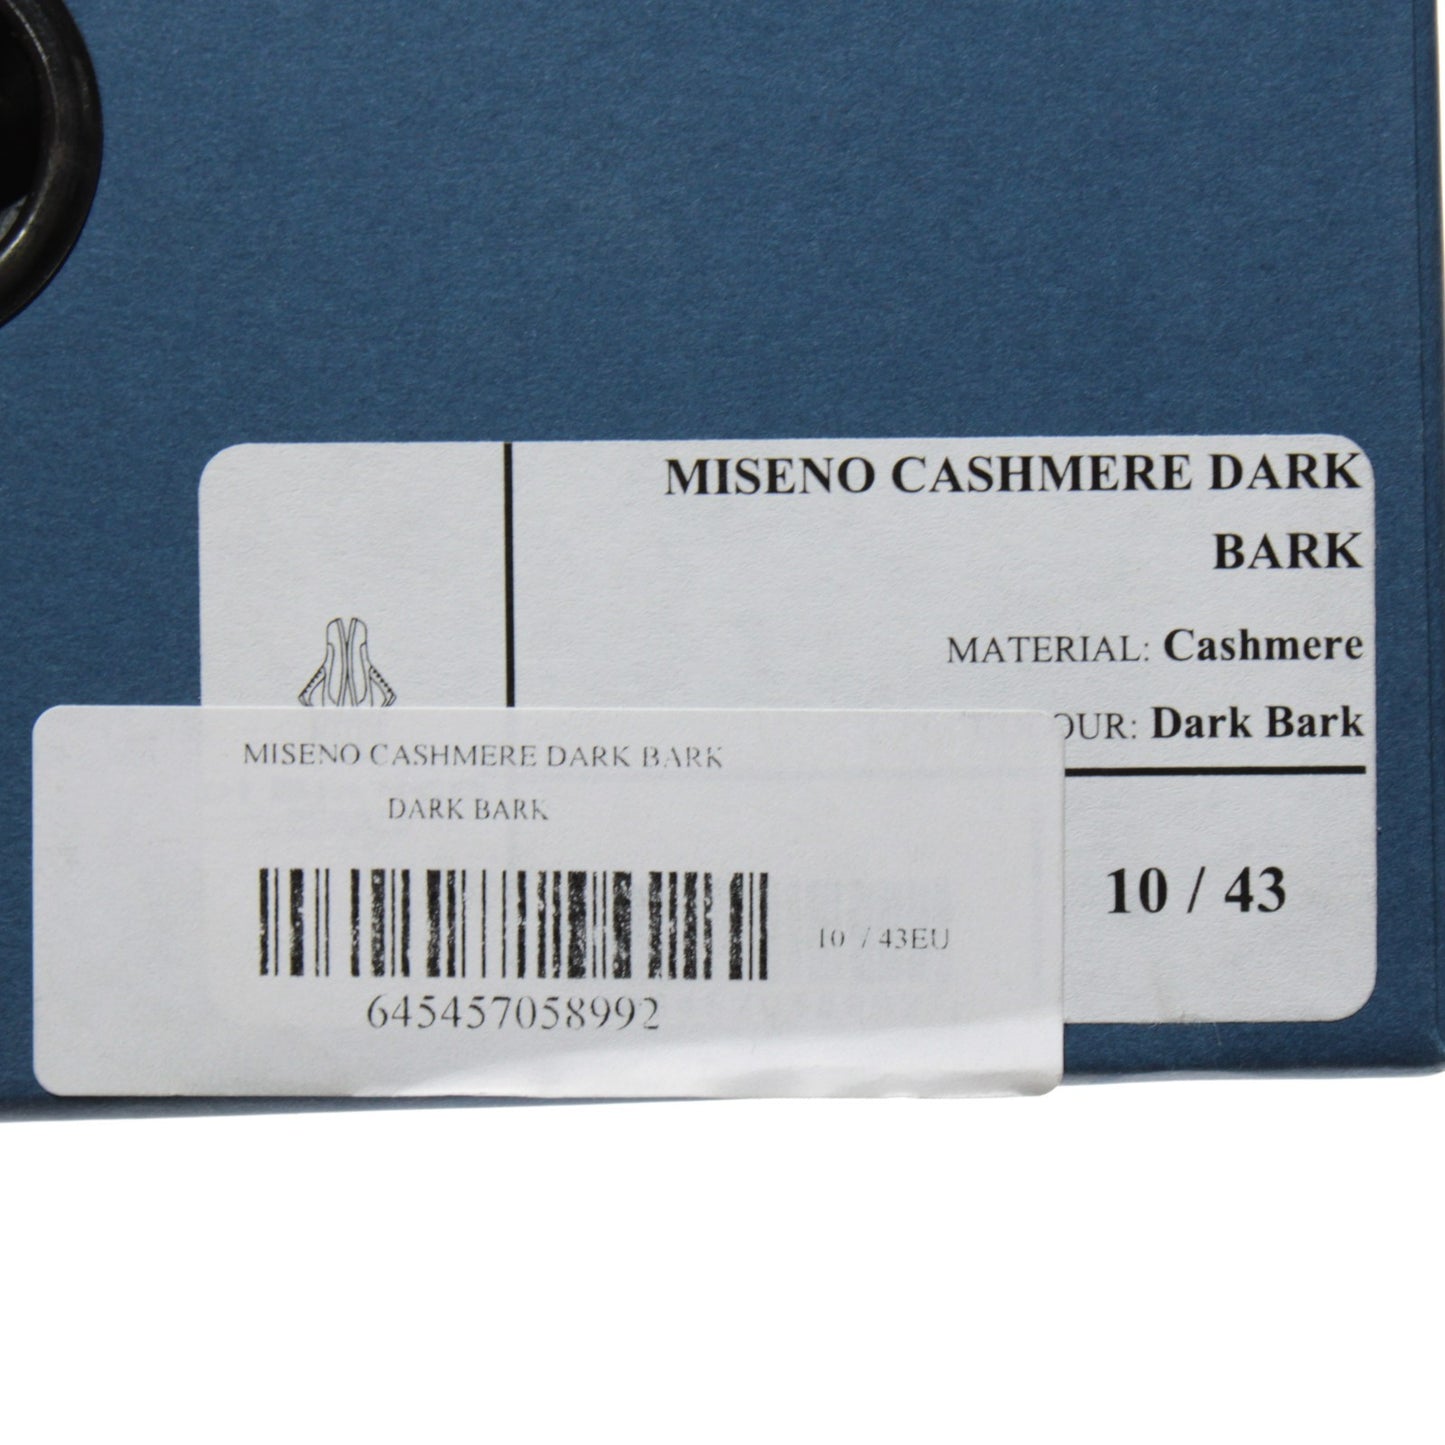 MISENO CASHMERE DARK
BARK
MATERIAL: Cashmere
OUR: Dark Bark
10 / 43
MISENO CASHMERE DARK BARK
DARK BARK
10 / 43EU
645457058992